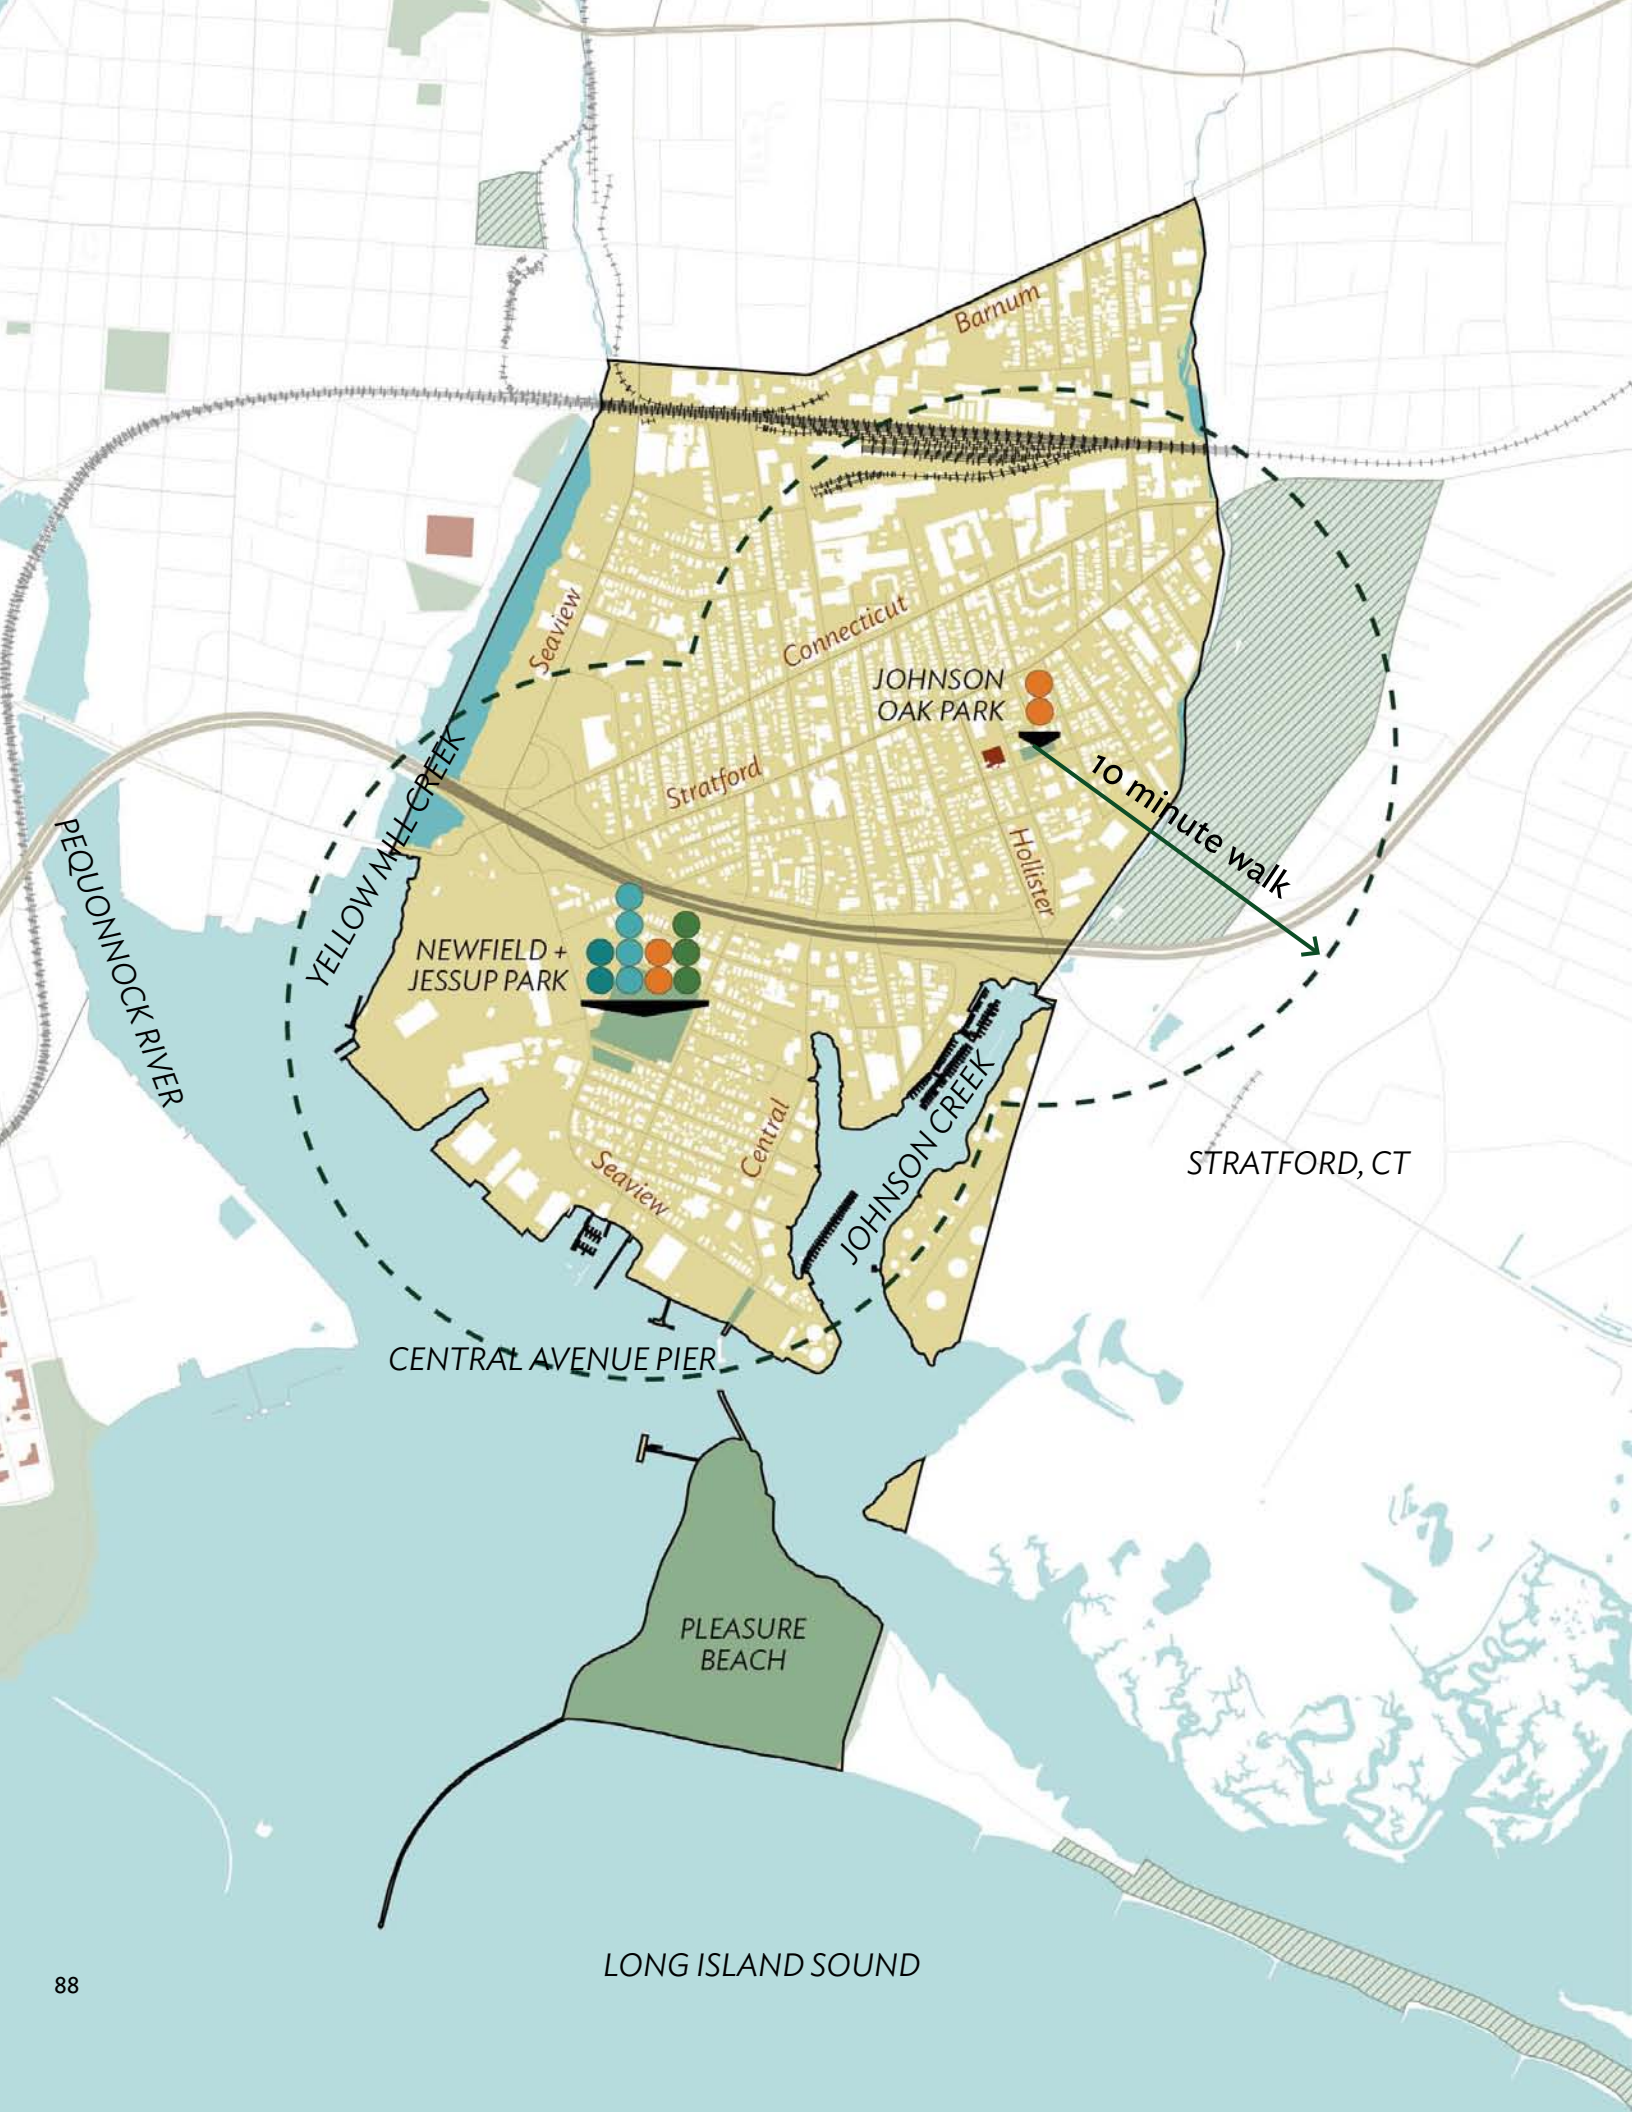 Barnum
Seaview
Connecticut
JOHNSON
OAK PARK
Stratford
10 minute walk
YELLOW MILL CREEK
PEQUONNOCK RIVER
Hollister
NEWFIELD +
JESSUP PARK
JOHNSON CREEK
Central
Seaview
STRATFORD, CT
CENTRAL AVENUE PIER
PLEASURE
BEACH
LONG ISLAND SOUND
88